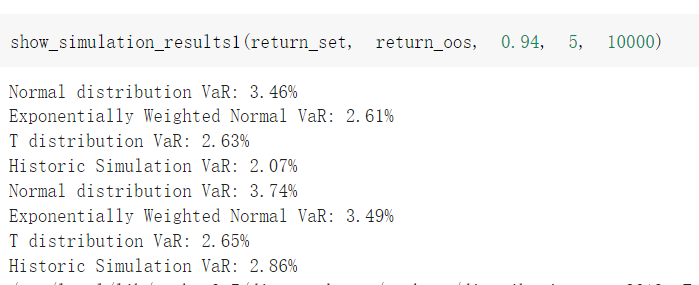 show_simulation_results1(return_set, return_oos, 0.94, 5, 10000)
Normal distribution VaR: 3.46%
Exponentially Weighted Normal VaR: 2.61%
T distribution VaR: 2.63%
Historic Simulation VaR: 2.07%
Normal distribution VaR: 3.74%
Exponentially Weighted Normal VaR: 3.49%
T distribution VaR: 2.65%
Historic Simulation VaR: 2.86%